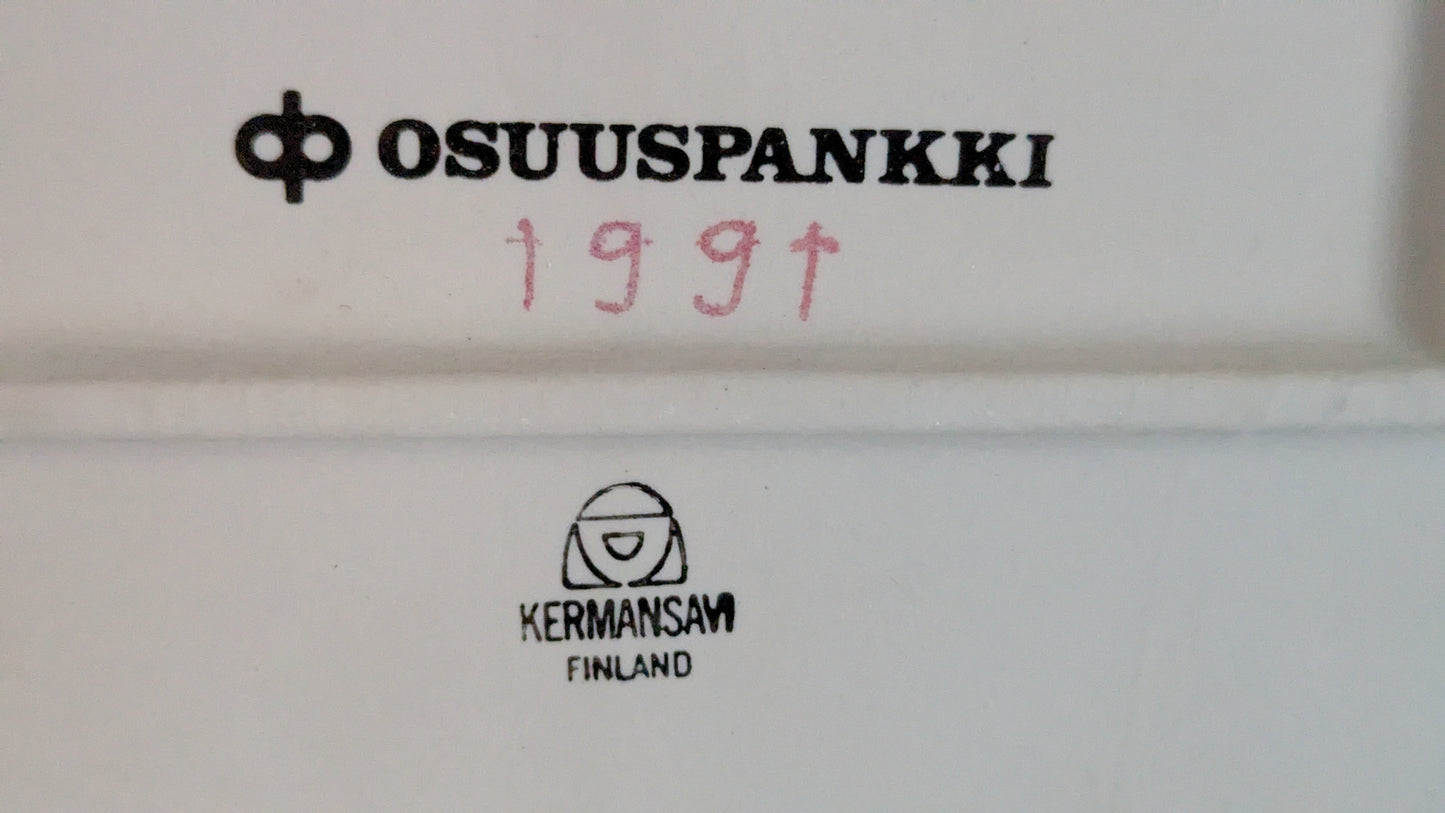 OSUUSPANKKI
1991
KERMANSAVI
FINLAND